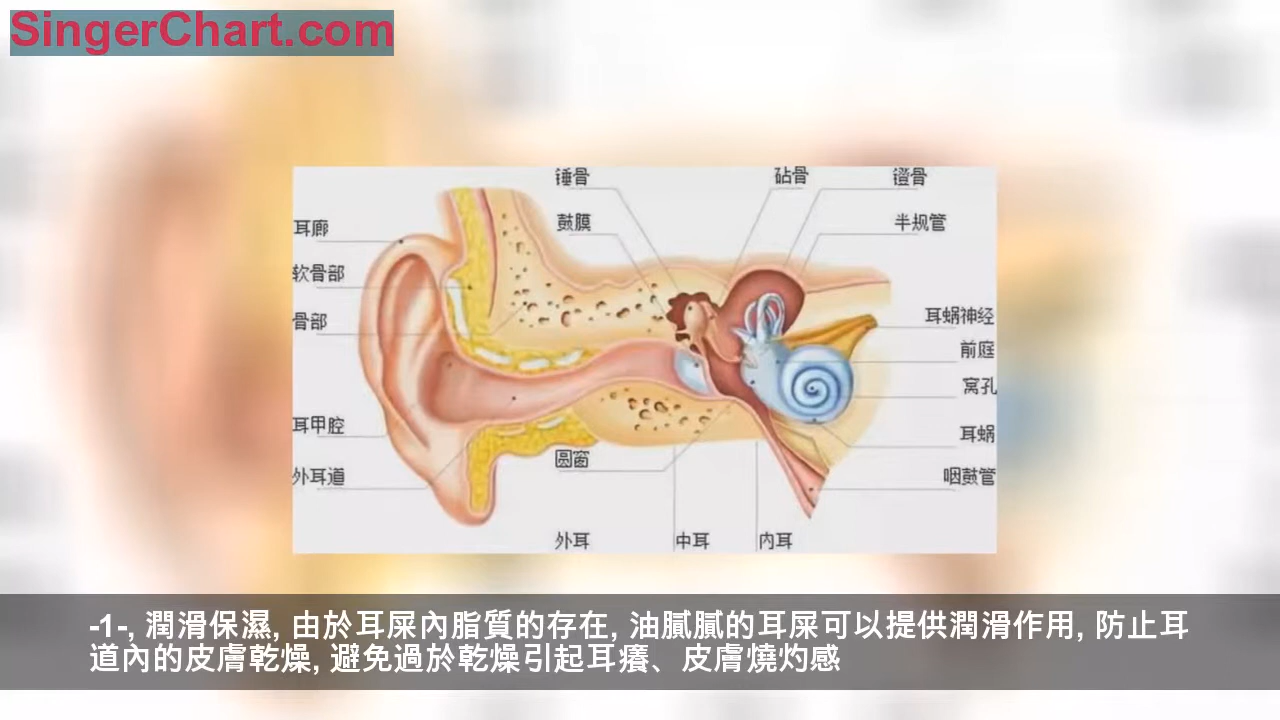 SingerChart.com
锤骨
砧骨
镫骨
耳廊
鼓膜
半规管
软骨部
骨部
耳蜗神经
前庭
窝孔
耳甲腔
耳蜗
外耳道
圆窗
咽鼓管
外耳
中耳
内耳
-1-, 潤滑保濕, 由於耳屎內脂質的存在, 油膩膩的耳屎可以提供潤滑作用, 防止耳
道內的皮膚乾燥, 避免過於乾燥引起耳癢、皮膚燒灼感